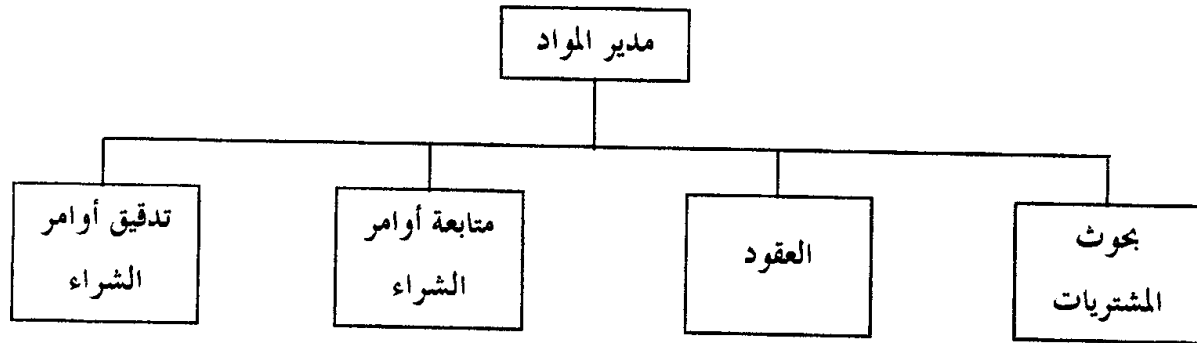 مدير المواد
بحوث
المشتريات
العقود
متابعة أوامر
الشراء
تدقيق أوامر
الشراء